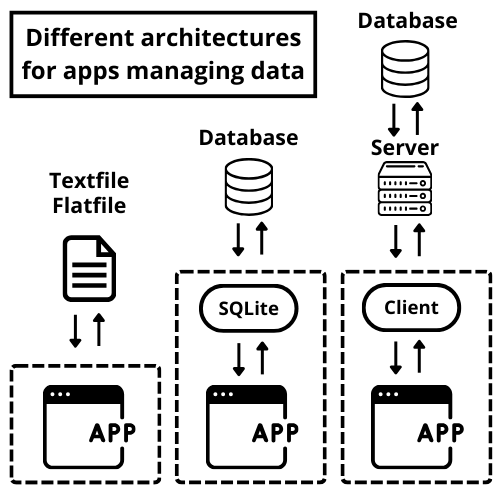 Different architectures
for apps managing data
Textfile
Flatfile
APP
Database
SQLite
APP
Database
Server
Client
APP